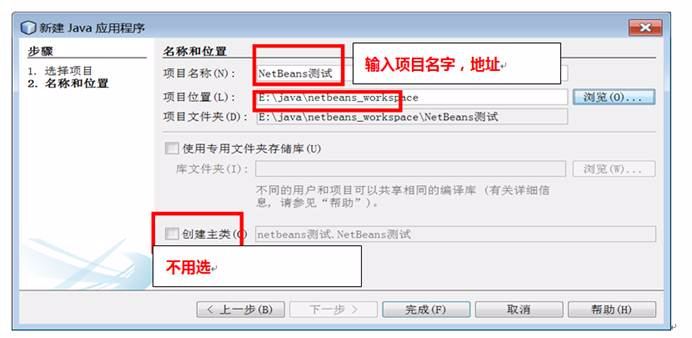 新建 Java 应用程序
步骤
1. 选择项目
2. 名称和位置
名称和位置
项目名称(N): NetBeans测试
输入项目名字，地址
项目位置(L): E:\java\netbeans_workspace 浏览(O)...
项目文件夹(D): E:\java\netbeans_workspace\NetBeans测试
使用专用文件夹存储库(U)
库文件夹(I): 浏览(W)...
不同的用户和项目可以共享相同的编译库 (有关详细信
息, 请参见“帮助”)。
创建主类(C) netbeans测试.NetBeans测试
不用选
< 上一步(B) 下一步 > 完成(F) 取消 帮助(H)